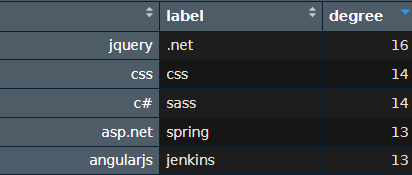 label degree
jquery .net 16
css css 14
c# sass 14
asp.net spring 13
angularjs jenkins 13